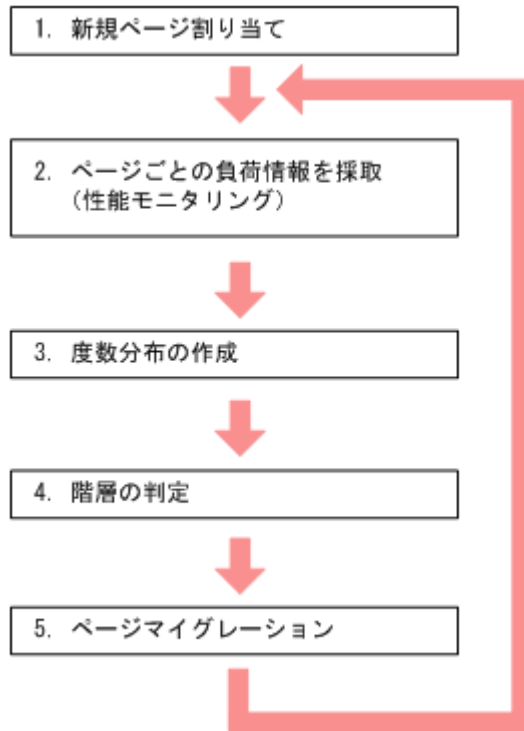 1. 新規ページ割り当て
2. ページごとの負荷情報を採取
(性能モニタリング)
3. 度数分布の作成
4. 階層の判定
5. ページマイグレーション